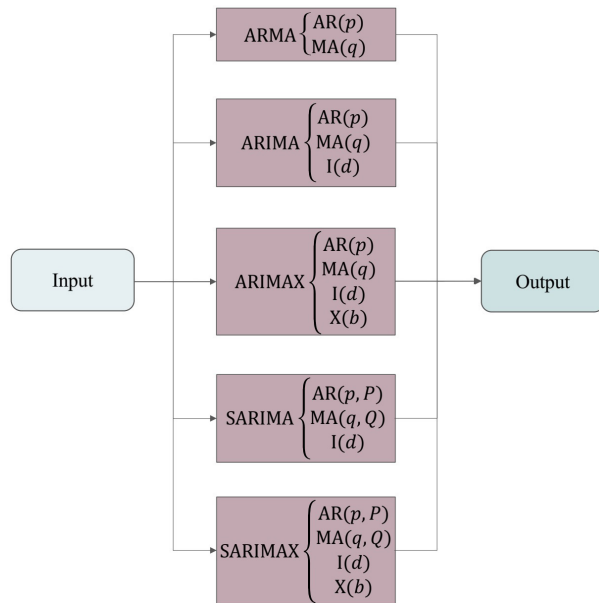 ARMA { AR(p)
MA(q)
ARIMA { AR(p)
MA(q)
I(d)
Input
ARIMAX { AR(p)
MA(q)
I(d)
X(b)
Output
SARIMA { AR(p, P)
MA(q, Q)
I(d)
SARIMAX { AR(p, P)
MA(q, Q)
I(d)
X(b)